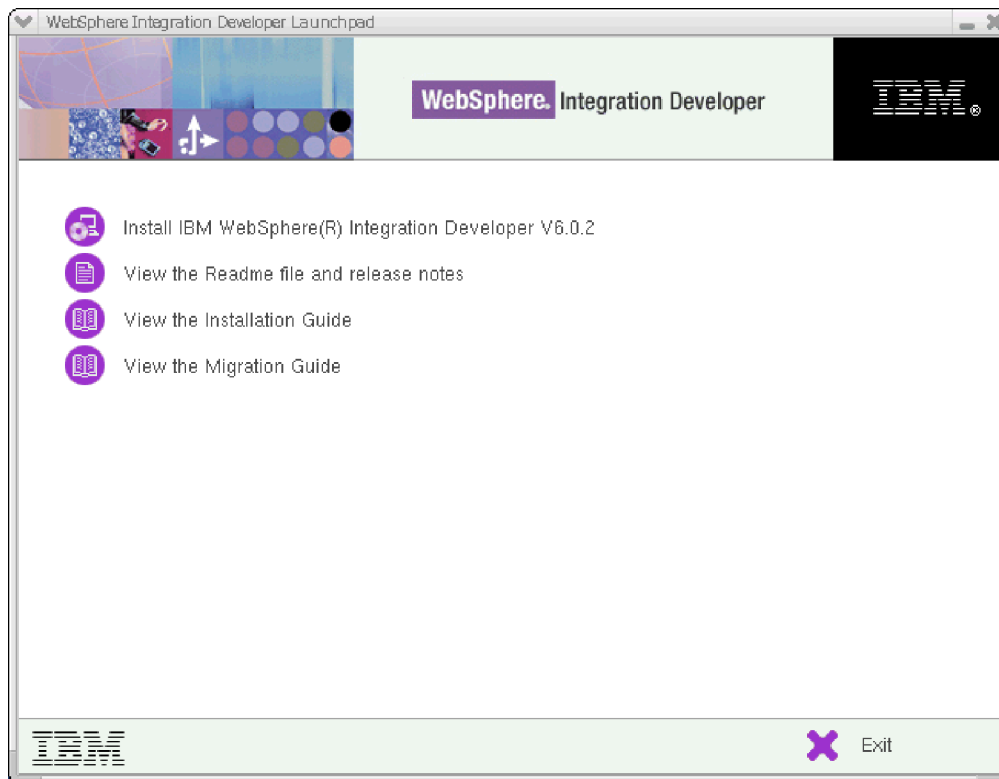 WebSphere Integration Developer Launchpad
WebSphere. Integration Developer
IBM®
Install IBM WebSphere(R) Integration Developer V6.0.2
View the Readme file and release notes
View the Installation Guide
View the Migration Guide
IBM
Exit